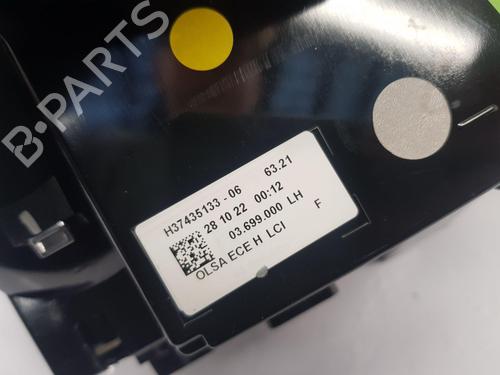 B-PARTS
H37435133 - 06 63.21
28 10 22 00:12
03.699.000 LH
OLSA ECE H LCI F